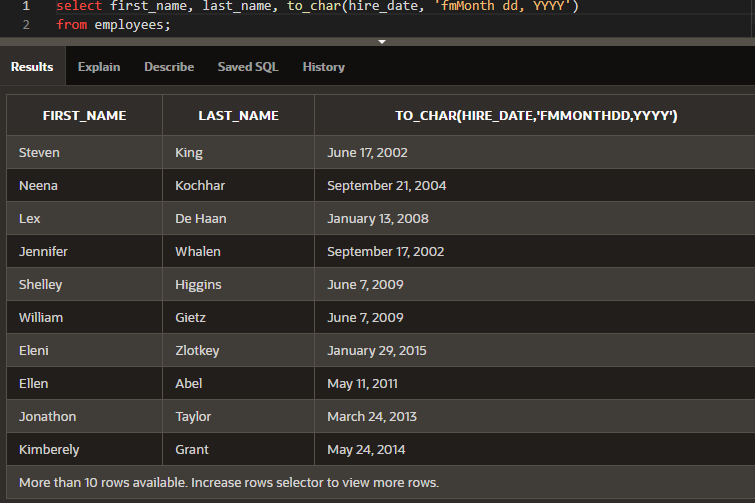 1 select first_name, last_name, to_char(hire_date, 'fmMonth dd, YYYY')
2 from employees;
Results Explain Describe Saved SQL History
FIRST_NAME LAST_NAME TO_CHAR(HIRE_DATE,'FMMONTHDD,YYYY')
Steven King June 17, 2002
Neena Kochhar September 21, 2004
Lex De Haan January 13, 2008
Jennifer Whalen September 17, 2002
Shelley Higgins June 7, 2009
William Gietz June 7, 2009
Eleni Zlotkey January 29, 2015
Ellen Abel May 11, 2011
Jonathon Taylor March 24, 2013
Kimberely Grant May 24, 2014
More than 10 rows available. Increase rows selector to view more rows.